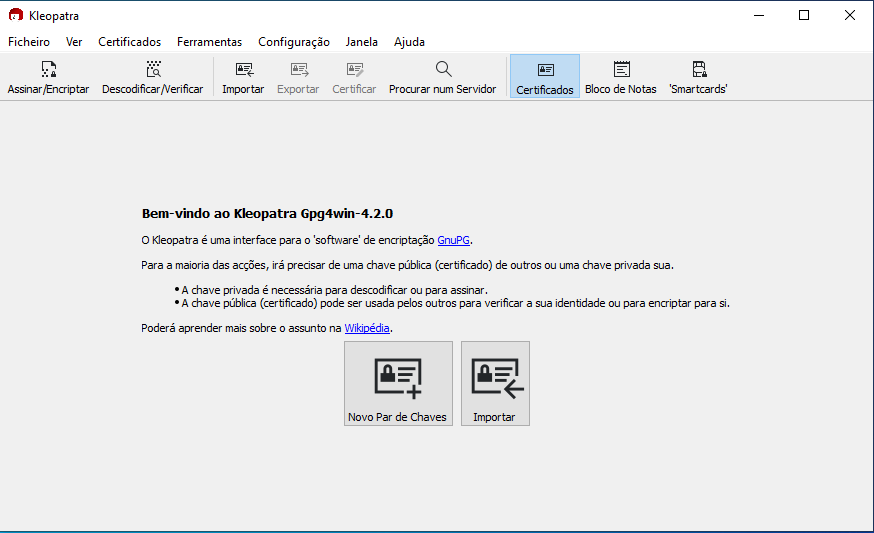 Kleopatra
Ficheiro Ver Certificados Ferramentas Configuração Janela Ajuda
Assinar/Encriptar Descodificar/Verificar Importar Exportar Certificar Procurar num Servidor Certificados Bloco de Notas 'Smartcards'
Bem-vindo ao Kleopatra Gpg4win-4.2.0
O Kleopatra é uma interface para o 'software' de encriptação GnuPG.
Para a maioria das acções, irá precisar de uma chave pública (certificado) de outros ou uma chave privada sua.
• A chave privada é necessária para descodificar ou para assinar.
• A chave pública (certificado) pode ser usada pelos outros para verificar a sua identidade ou para encriptar para si.
Poderá aprender mais sobre o assunto na Wikipédia.
Novo Par de Chaves Importar